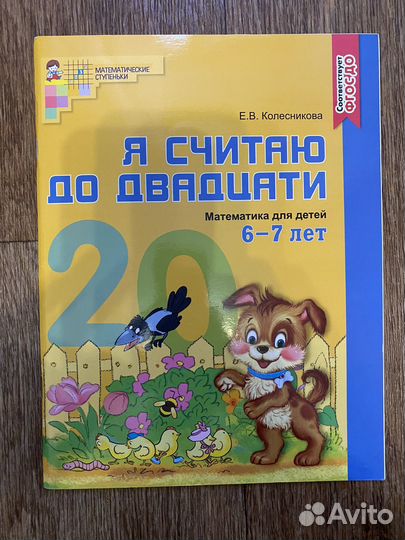 МАТЕМАТИЧЕСКИЕ
СТУПЕНЬКИ
Соответствует
ФГОС ДО
Е.В. Колесникова
Я СЧИТАЮ
ДО ДВАДЦАТИ
Математика для детей
6–7 лет
20
Avito